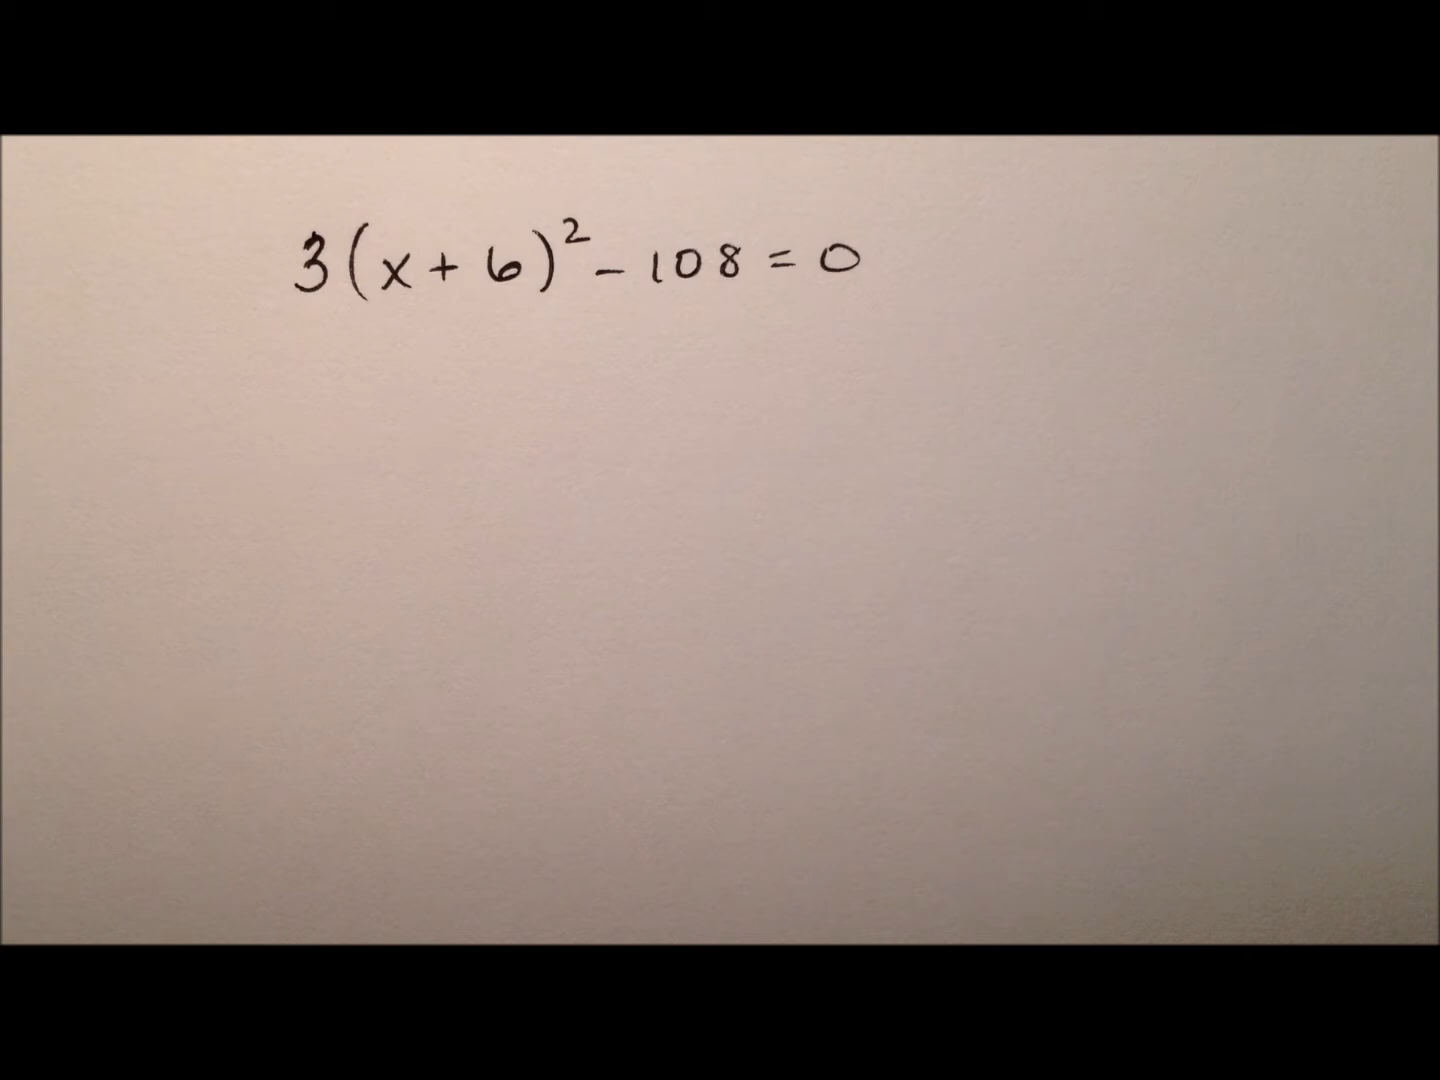 3(x + 6)² - 108 = 0